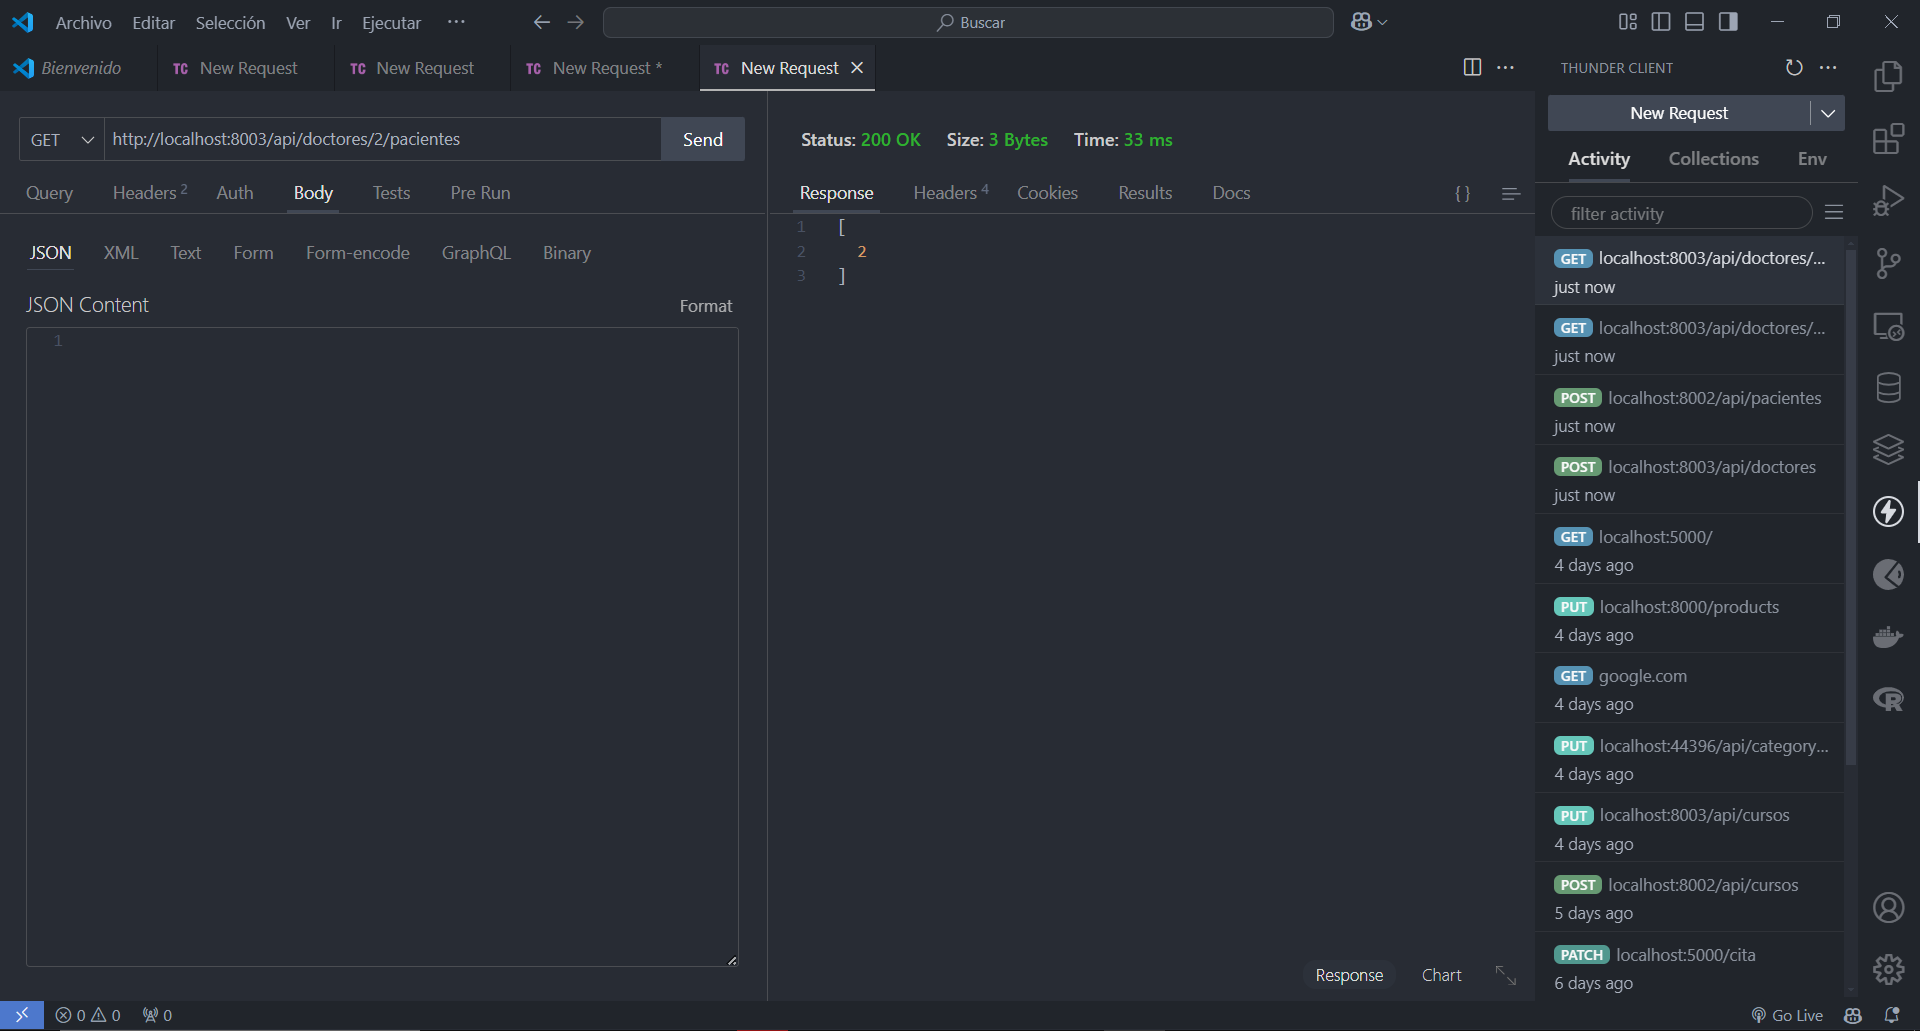 Archivo Editar Selección Ver Ir Ejecutar ··· Buscar
Bienvenido TC New Request TC New Request TC New Request * TC New Request
GET http://localhost:8003/api/doctores/2/pacientes Send
Query Headers 2 Auth Body Tests Pre Run
JSON XML Text Form Form-encode GraphQL Binary
JSON Content Format
1
Status: 200 OK Size: 3 Bytes Time: 33 ms
Response Headers 4 Cookies Results Docs {}
1 [
2 2
3 ]
Response Chart
THUNDER CLIENT
New Request
Activity Collections Env
filter activity
GET localhost:8003/api/doctores/...
just now
GET localhost:8003/api/doctores/...
just now
POST localhost:8002/api/pacientes
just now
POST localhost:8003/api/doctores
just now
GET localhost:5000/
4 days ago
PUT localhost:8000/products
4 days ago
GET google.com
4 days ago
PUT localhost:44396/api/category...
4 days ago
PUT localhost:8003/api/cursos
4 days ago
POST localhost:8002/api/cursos
5 days ago
PATCH localhost:5000/cita
6 days ago
0 0 0 Go Live